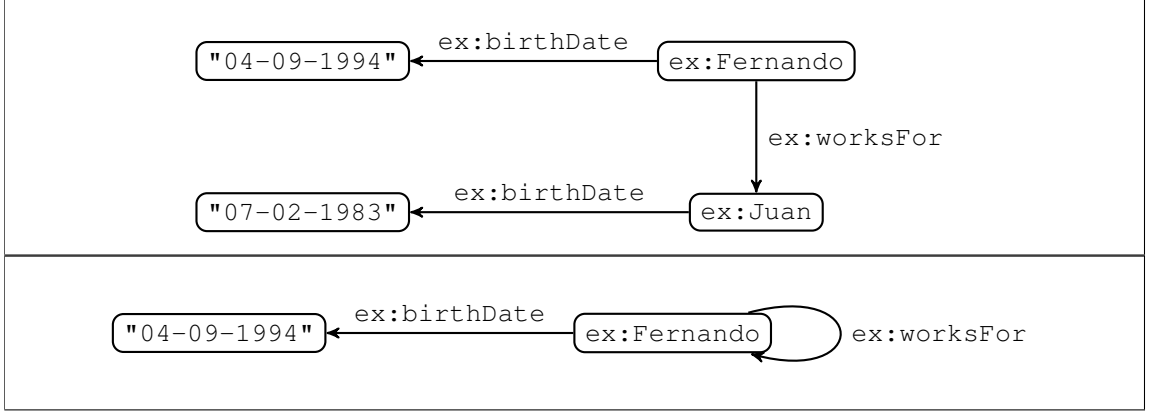 ex:birthDate
"04-09-1994" ex:Fernando
ex:worksFor
ex:birthDate
"07-02-1983" ex:Juan
ex:birthDate
"04-09-1994" ex:Fernando ex:worksFor